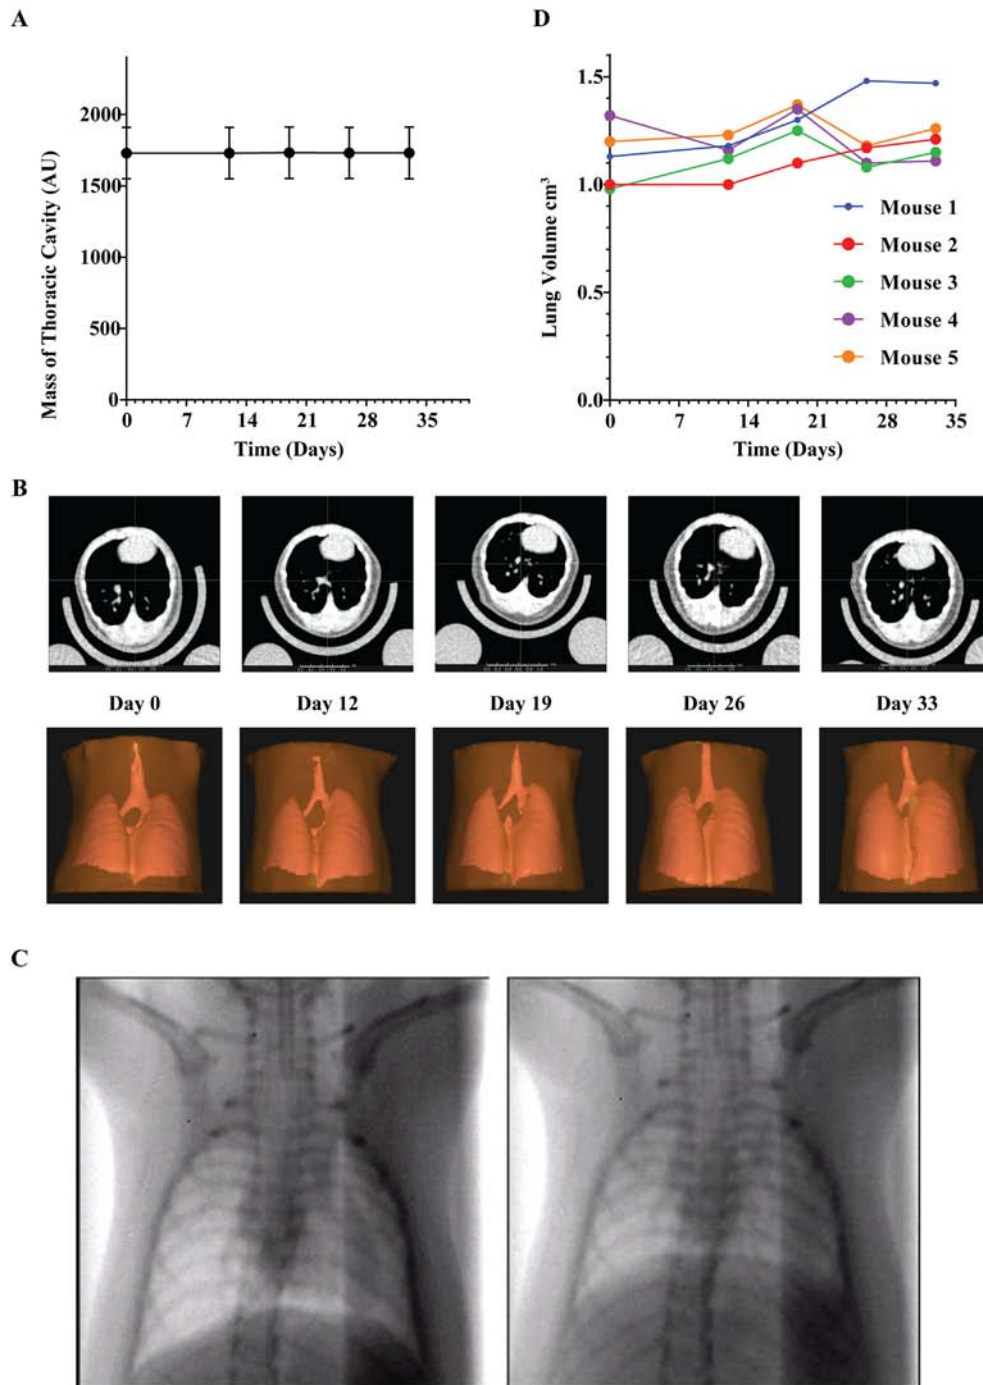 A
Mass of Thoracic Cavity (AU)
2000
1500
1000
500
0
0 7 14 21 28 35
Time (Days)
D
Lung Volume cm³
1.5
1.0
0.5
0.0
0 7 14 21 28 35
Time (Days)
Mouse 1
Mouse 2
Mouse 3
Mouse 4
Mouse 5
B
Day 0 Day 12 Day 19 Day 26 Day 33
C